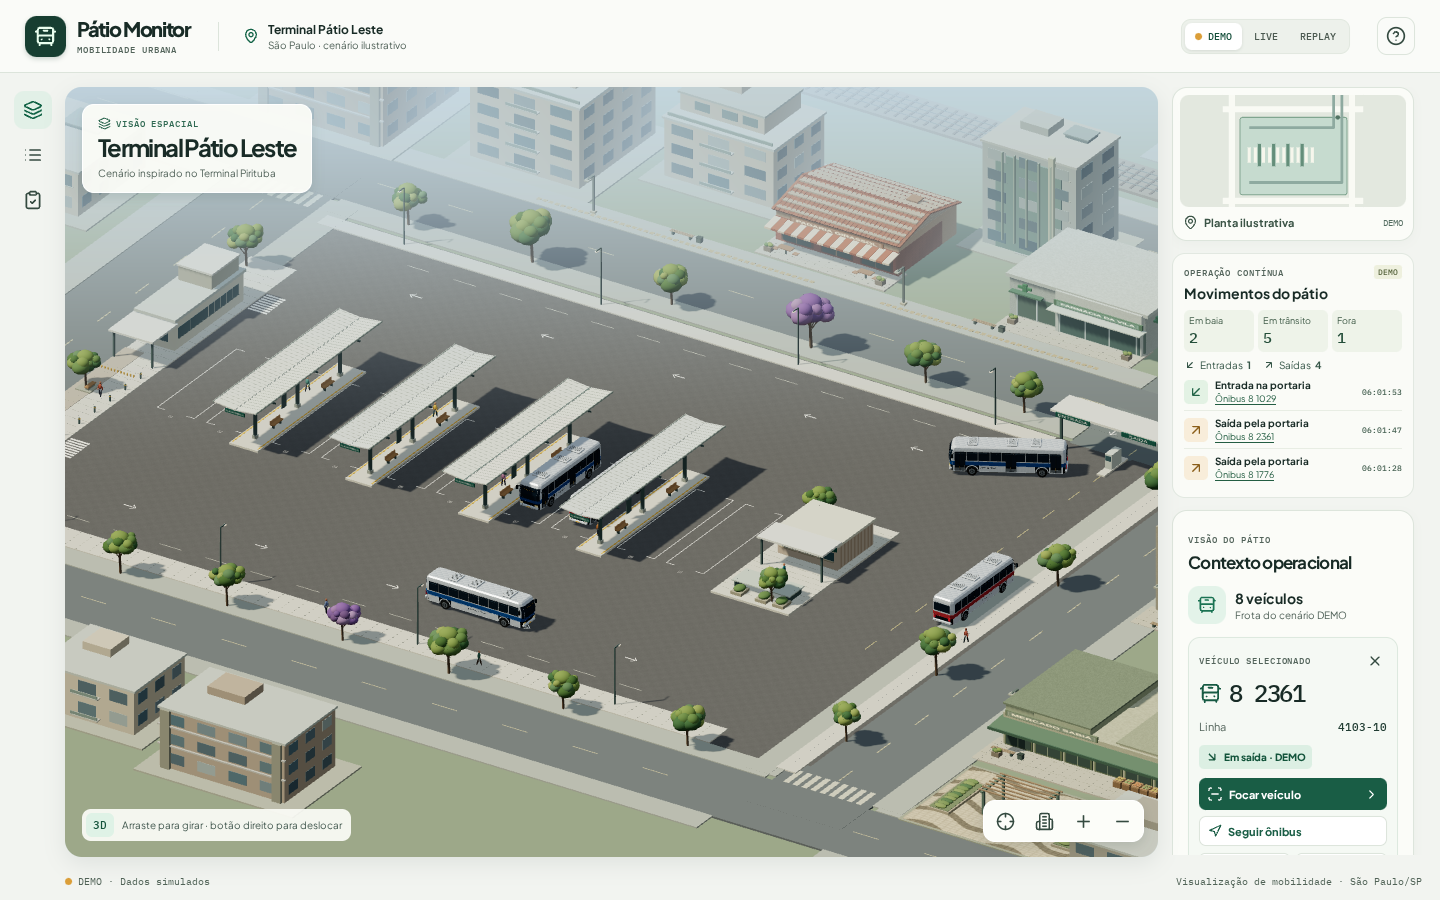 Pátio Monitor
MOBILIDADE URBANA
Terminal Pátio Leste
São Paulo · cenário ilustrativo
DEMO
LIVE
REPLAY
VISÃO ESPACIAL
Terminal Pátio Leste
Cenário inspirado no Terminal Pirituba
Planta ilustrativa
DEMO
OPERAÇÃO CONTÍNUA
DEMO
Movimentos do pátio
Em baia
2
Em trânsito
5
Fora
1
Entradas 1
Saídas 4
Entrada na portaria
Ônibus 8 1029
06:01:53
Saída pela portaria
Ônibus 8 2361
06:01:47
Saída pela portaria
Ônibus 8 1776
06:01:28
VISÃO DO PÁTIO
Contexto operacional
8 veículos
Frota do cenário DEMO
VEÍCULO SELECIONADO
8 2361
Linha
4103-10
Em saída · DEMO
Focar veículo
Seguir ônibus
3D
Arraste para girar · botão direito para deslocar
DEMO · Dados simulados
Visualização de mobilidade · São Paulo/SP